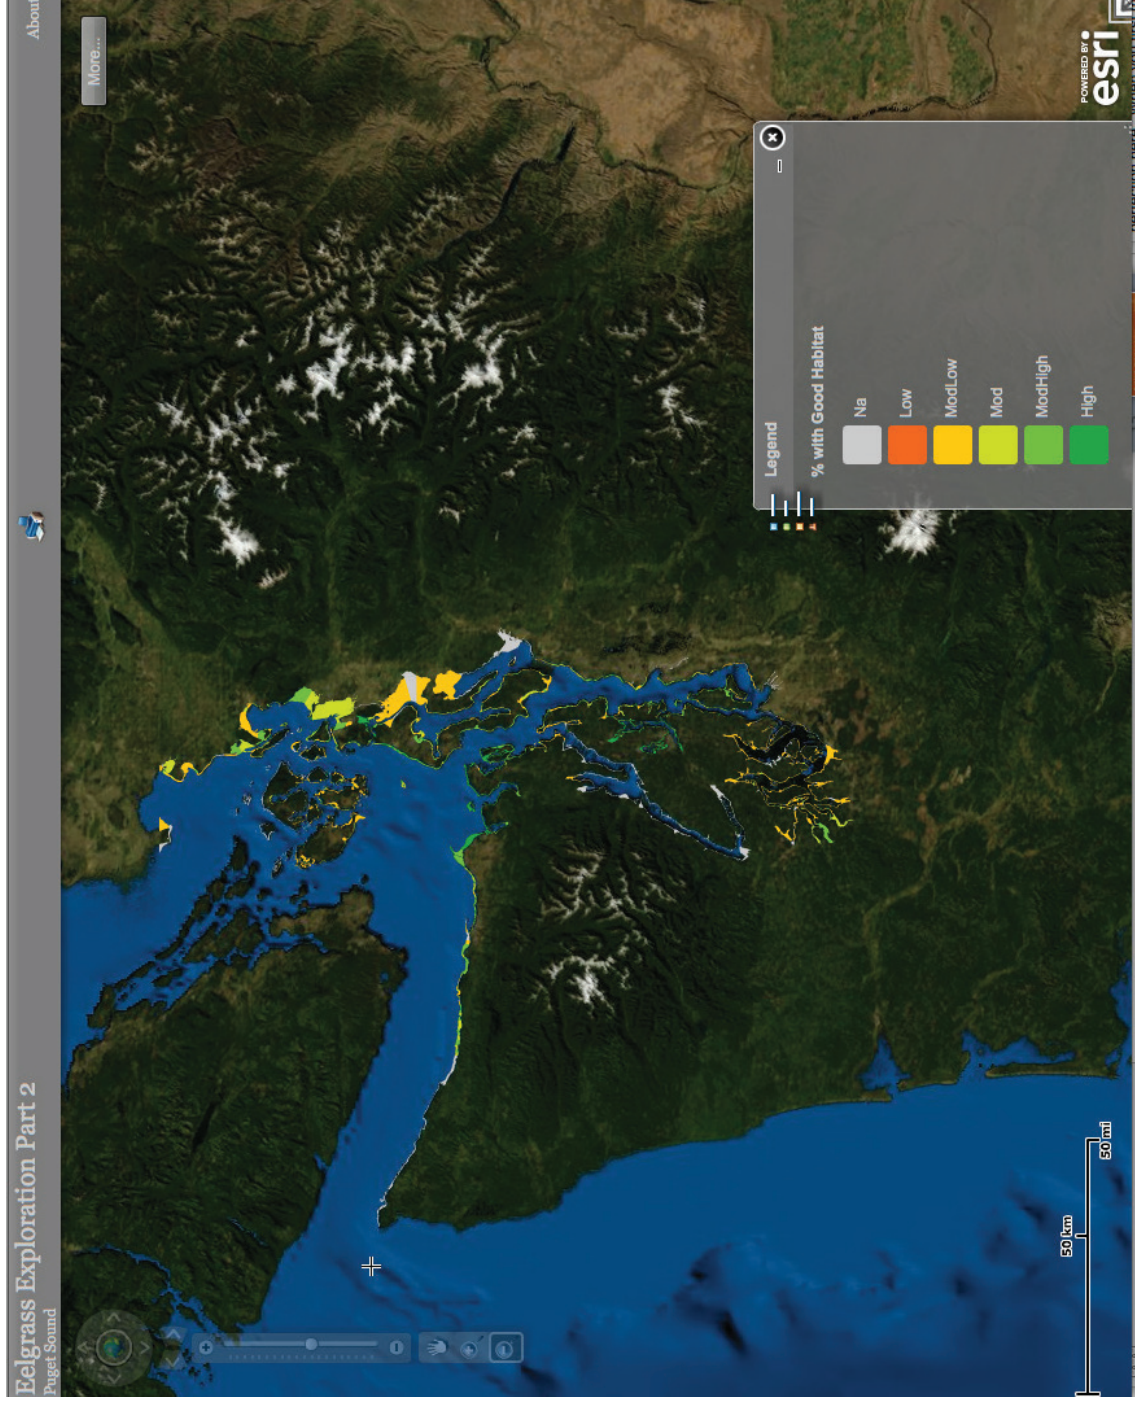 Eelgrass Exploration Part 2
Puget Sound
About
More...
Legend
% with Good Habitat
Na
Low
ModLow
Mod
ModHigh
High
50 km
50 mi
POWERED BY
esri